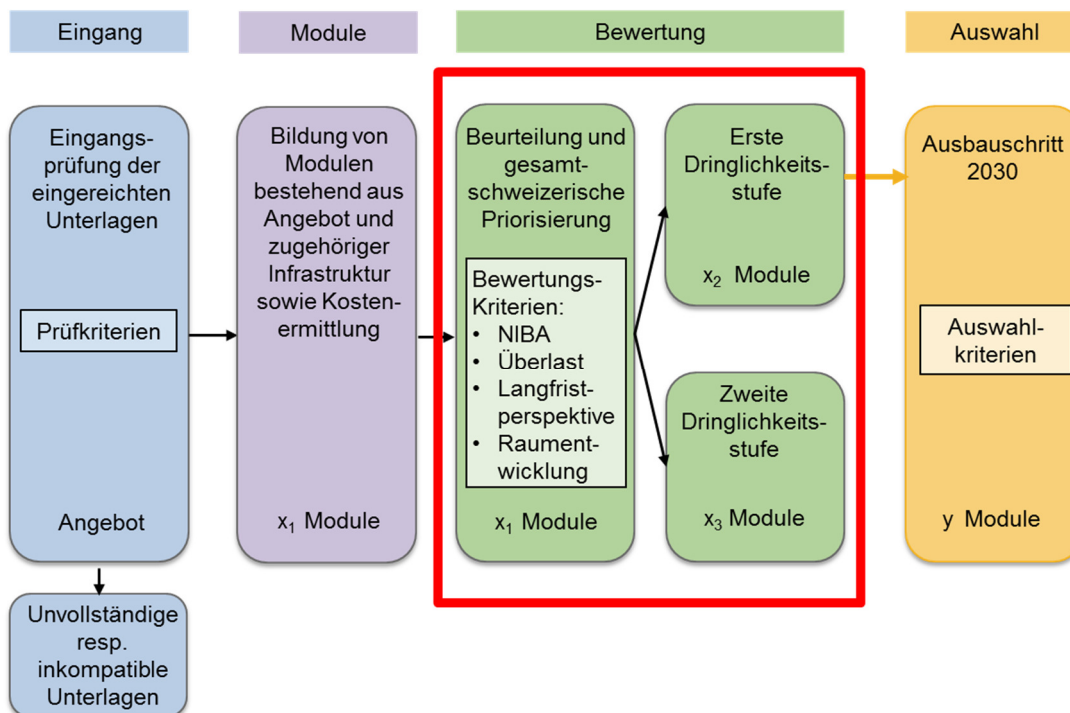 Eingang
Module
Bewertung
Auswahl
Eingangs-
prüfung der
eingereichten
Unterlagen
Prüfkriterien
Angebot
Unvollständige
resp.
inkompatible
Unterlagen
Bildung von
Modulen
bestehend aus
Angebot und
zugehöriger
Infrastruktur
sowie Kosten-
ermittlung
x₁ Module
Beurteilung und
gesamt-
schweizerische
Priorisierung
Bewertungs-
Kriterien:
• NIBA
• Überlast
• Langfrist-
perspektive
• Raument-
wicklung
x₁ Module
Erste
Dringlichkeits-
stufe
x₂ Module
Zweite
Dringlichkeits-
stufe
x₃ Module
Ausbauschritt
2030
Auswahl-
kriterien
y Module